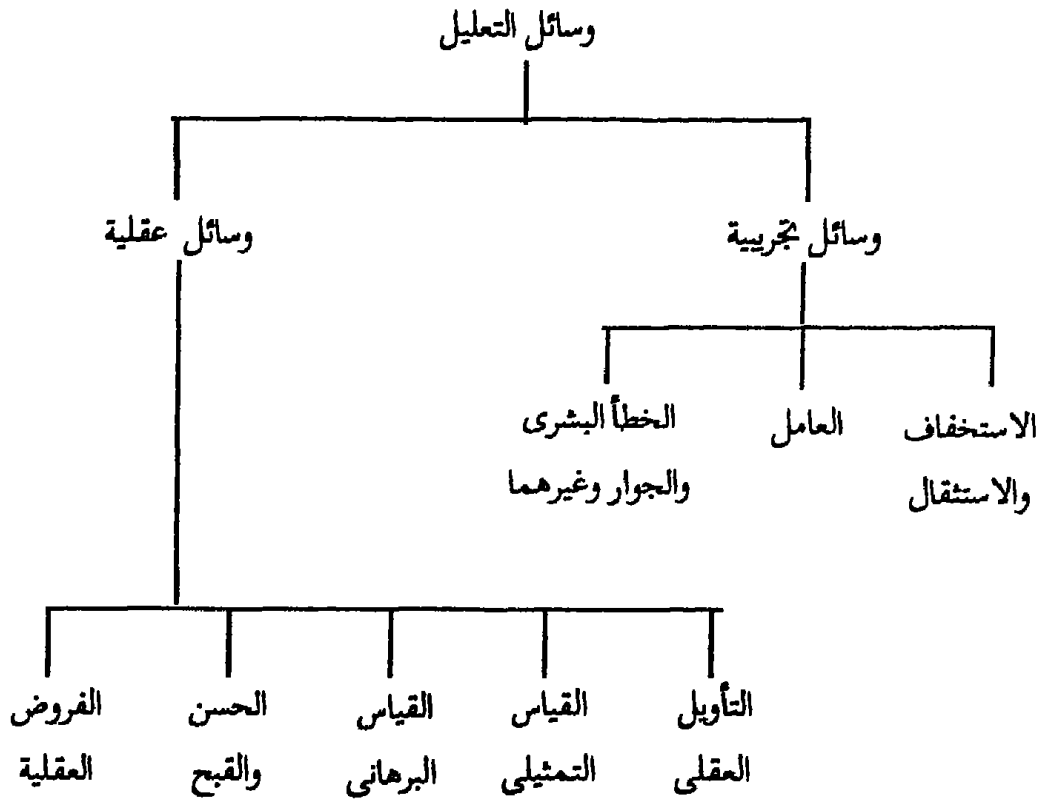 وسائل التعليل
وسائل تجريبية
وسائل عقلية
الاستخفاف
والاستثقال
العامل
الخطأ البشرى
والجوار وغيرهما
التأويل
العقلى
القياس
التمثيلى
القياس
البرهانى
الحسن
والقبح
الفروض
العقلية